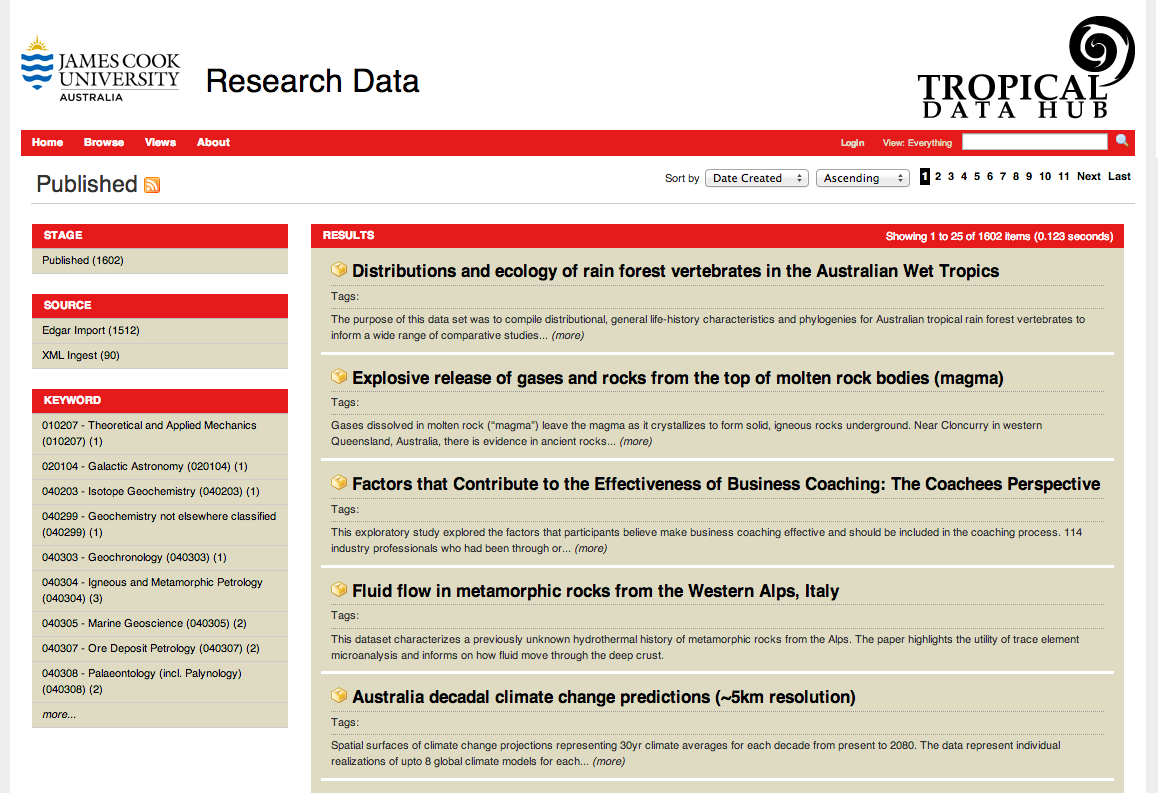 JAMES COOK
UNIVERSITY
AUSTRALIA
Research Data
TROPICAL
DATA HUB
Home Browse Views About
Login View: Everything
Published
Sort by Date Created Ascending 1 2 3 4 5 6 7 8 9 10 11 Next Last
STAGE
Published (1602)
SOURCE
Edgar Import (1512)
XML Ingest (90)
KEYWORD
010207 - Theoretical and Applied Mechanics
(010207) (1)
020104 - Galactic Astronomy (020104) (1)
040203 - Isotope Geochemistry (040203) (1)
040299 - Geochemistry not elsewhere classified
(040299) (1)
040303 - Geochronology (040303) (1)
040304 - Igneous and Metamorphic Petrology
(040304) (3)
040305 - Marine Geoscience (040305) (2)
040307 - Ore Deposit Petrology (040307) (2)
040308 - Palaeontology (incl. Palynology)
(040308) (2)
more...
RESULTS
Showing 1 to 25 of 1602 items (0.123 seconds)
Distributions and ecology of rain forest vertebrates in the Australian Wet Tropics
Tags:
The purpose of this data set was to compile distributional, general life-history characteristics and phylogenies for Australian tropical rain forest vertebrates to
inform a wide range of comparative studies... (more)
Explosive release of gases and rocks from the top of molten rock bodies (magma)
Tags:
Gases dissolved in molten rock (“magma”) leave the magma as it crystallizes to form solid, igneous rocks underground. Near Cloncurry in western
Queensland, Australia, there is evidence in ancient rocks... (more)
Factors that Contribute to the Effectiveness of Business Coaching: The Coachees Perspective
Tags:
This exploratory study explored the factors that participants believe make business coaching effective and should be included in the coaching process. 114
industry professionals who had been through or... (more)
Fluid flow in metamorphic rocks from the Western Alps, Italy
Tags:
This dataset characterizes a previously unknown hydrothermal history of metamorphic rocks from the Alps. The paper highlights the utility of trace element
microanalysis and informs on how fluid move through the deep crust.
Australia decadal climate change predictions (~5km resolution)
Tags:
Spatial surfaces of climate change projections representing 30yr climate averages for each decade from present to 2080. The data represent individual
realizations of upto 8 global climate models for each... (more)